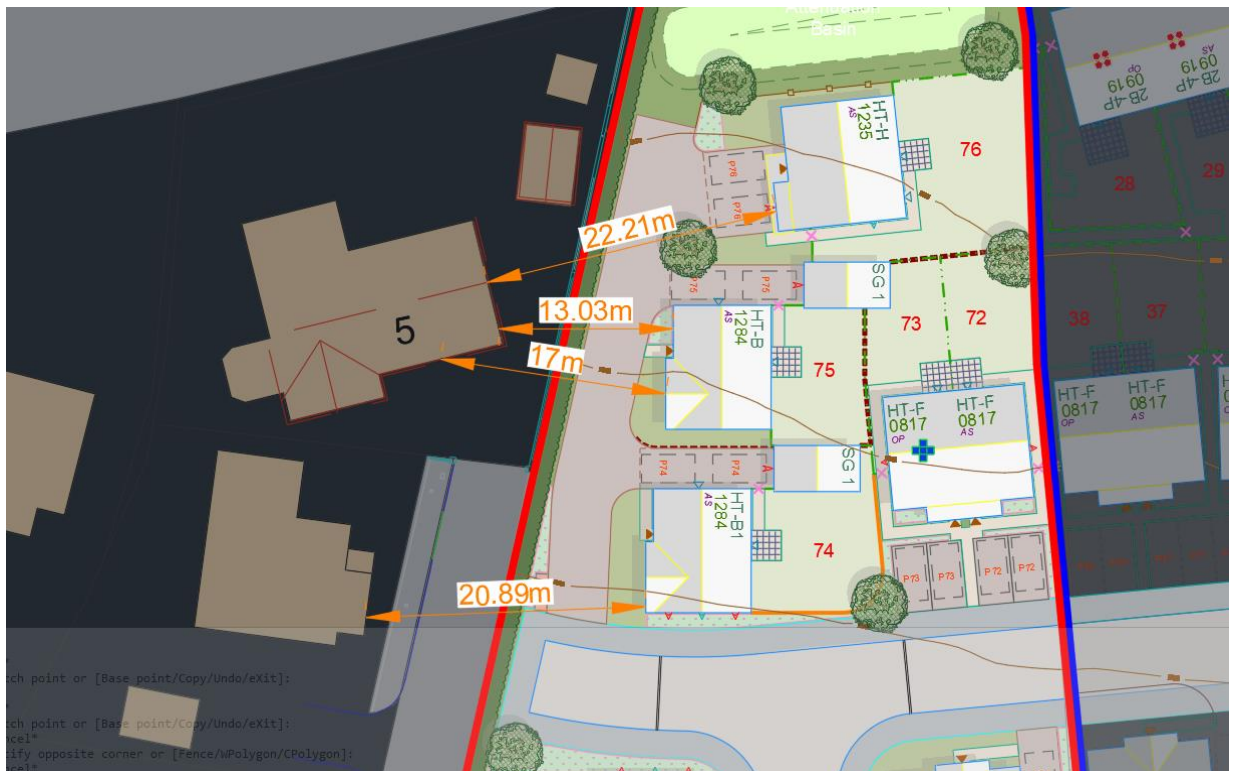 Attenuation
Basin
HT-H
1235
AS
2B-4P
0919
Op
2B-4P
0919
AS
76
28
29
P76
P76
22.21m
SG 1
P75
P75
5
13.03m
HT-B
1284
AS
73
72
38
37
17m
75
HT-F
0817
OP
HT-F
0817
AS
HT-F
0817
OP
HT-F
0817
AS
SG 1
P74
P74
HT-B1
1284
AS
74
P73
P73
P72
P72
20.89m
tch point or [Base point/Copy/Undo/eXit]:
tch point or [Base point/Copy/Undo/eXit]:
ncel*
cify opposite corner or [Fence/WPolygon/CPolygon]:
ncel*